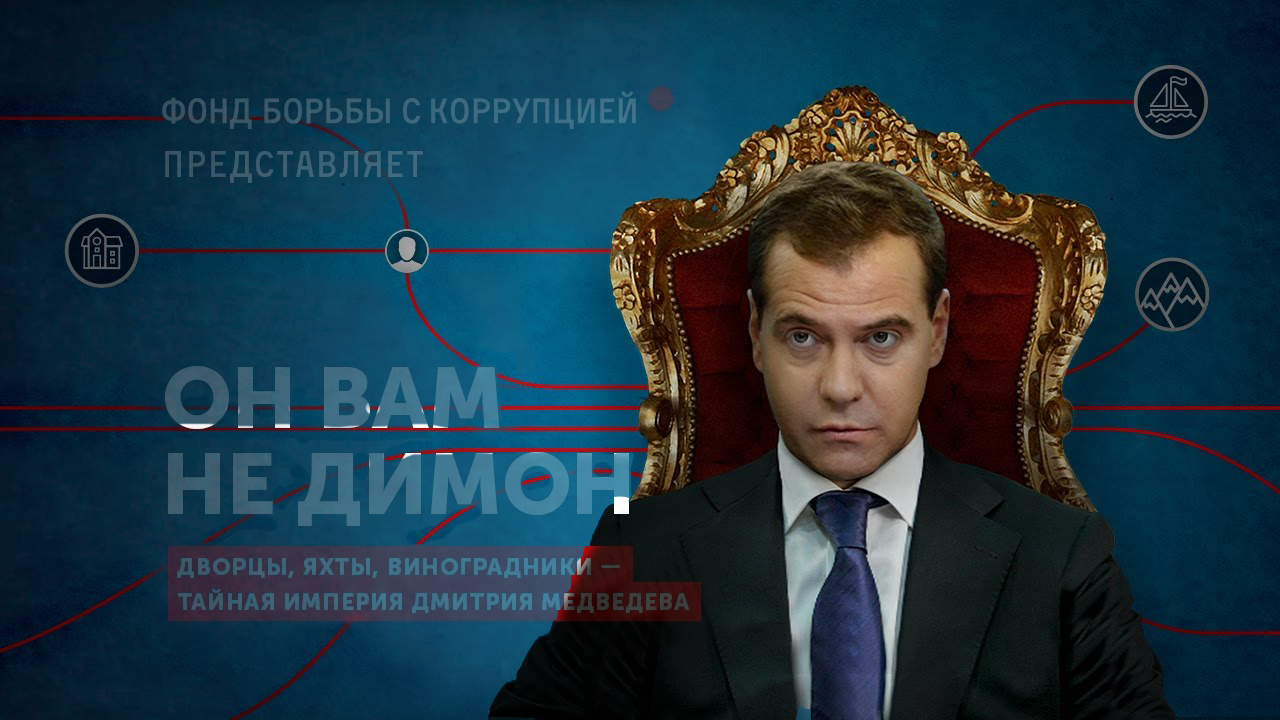 ФОНД БОРЬБЫ С КОРРУПЦИЕЙ
ПРЕДСТАВЛЯЕТ
ОН ВАМ
НЕ ДИМОН.
ДВОРЦЫ, ЯХТЫ, ВИНОГРАДНИКИ —
ТАЙНАЯ ИМПЕРИЯ ДМИТРИЯ МЕДВЕДЕВА